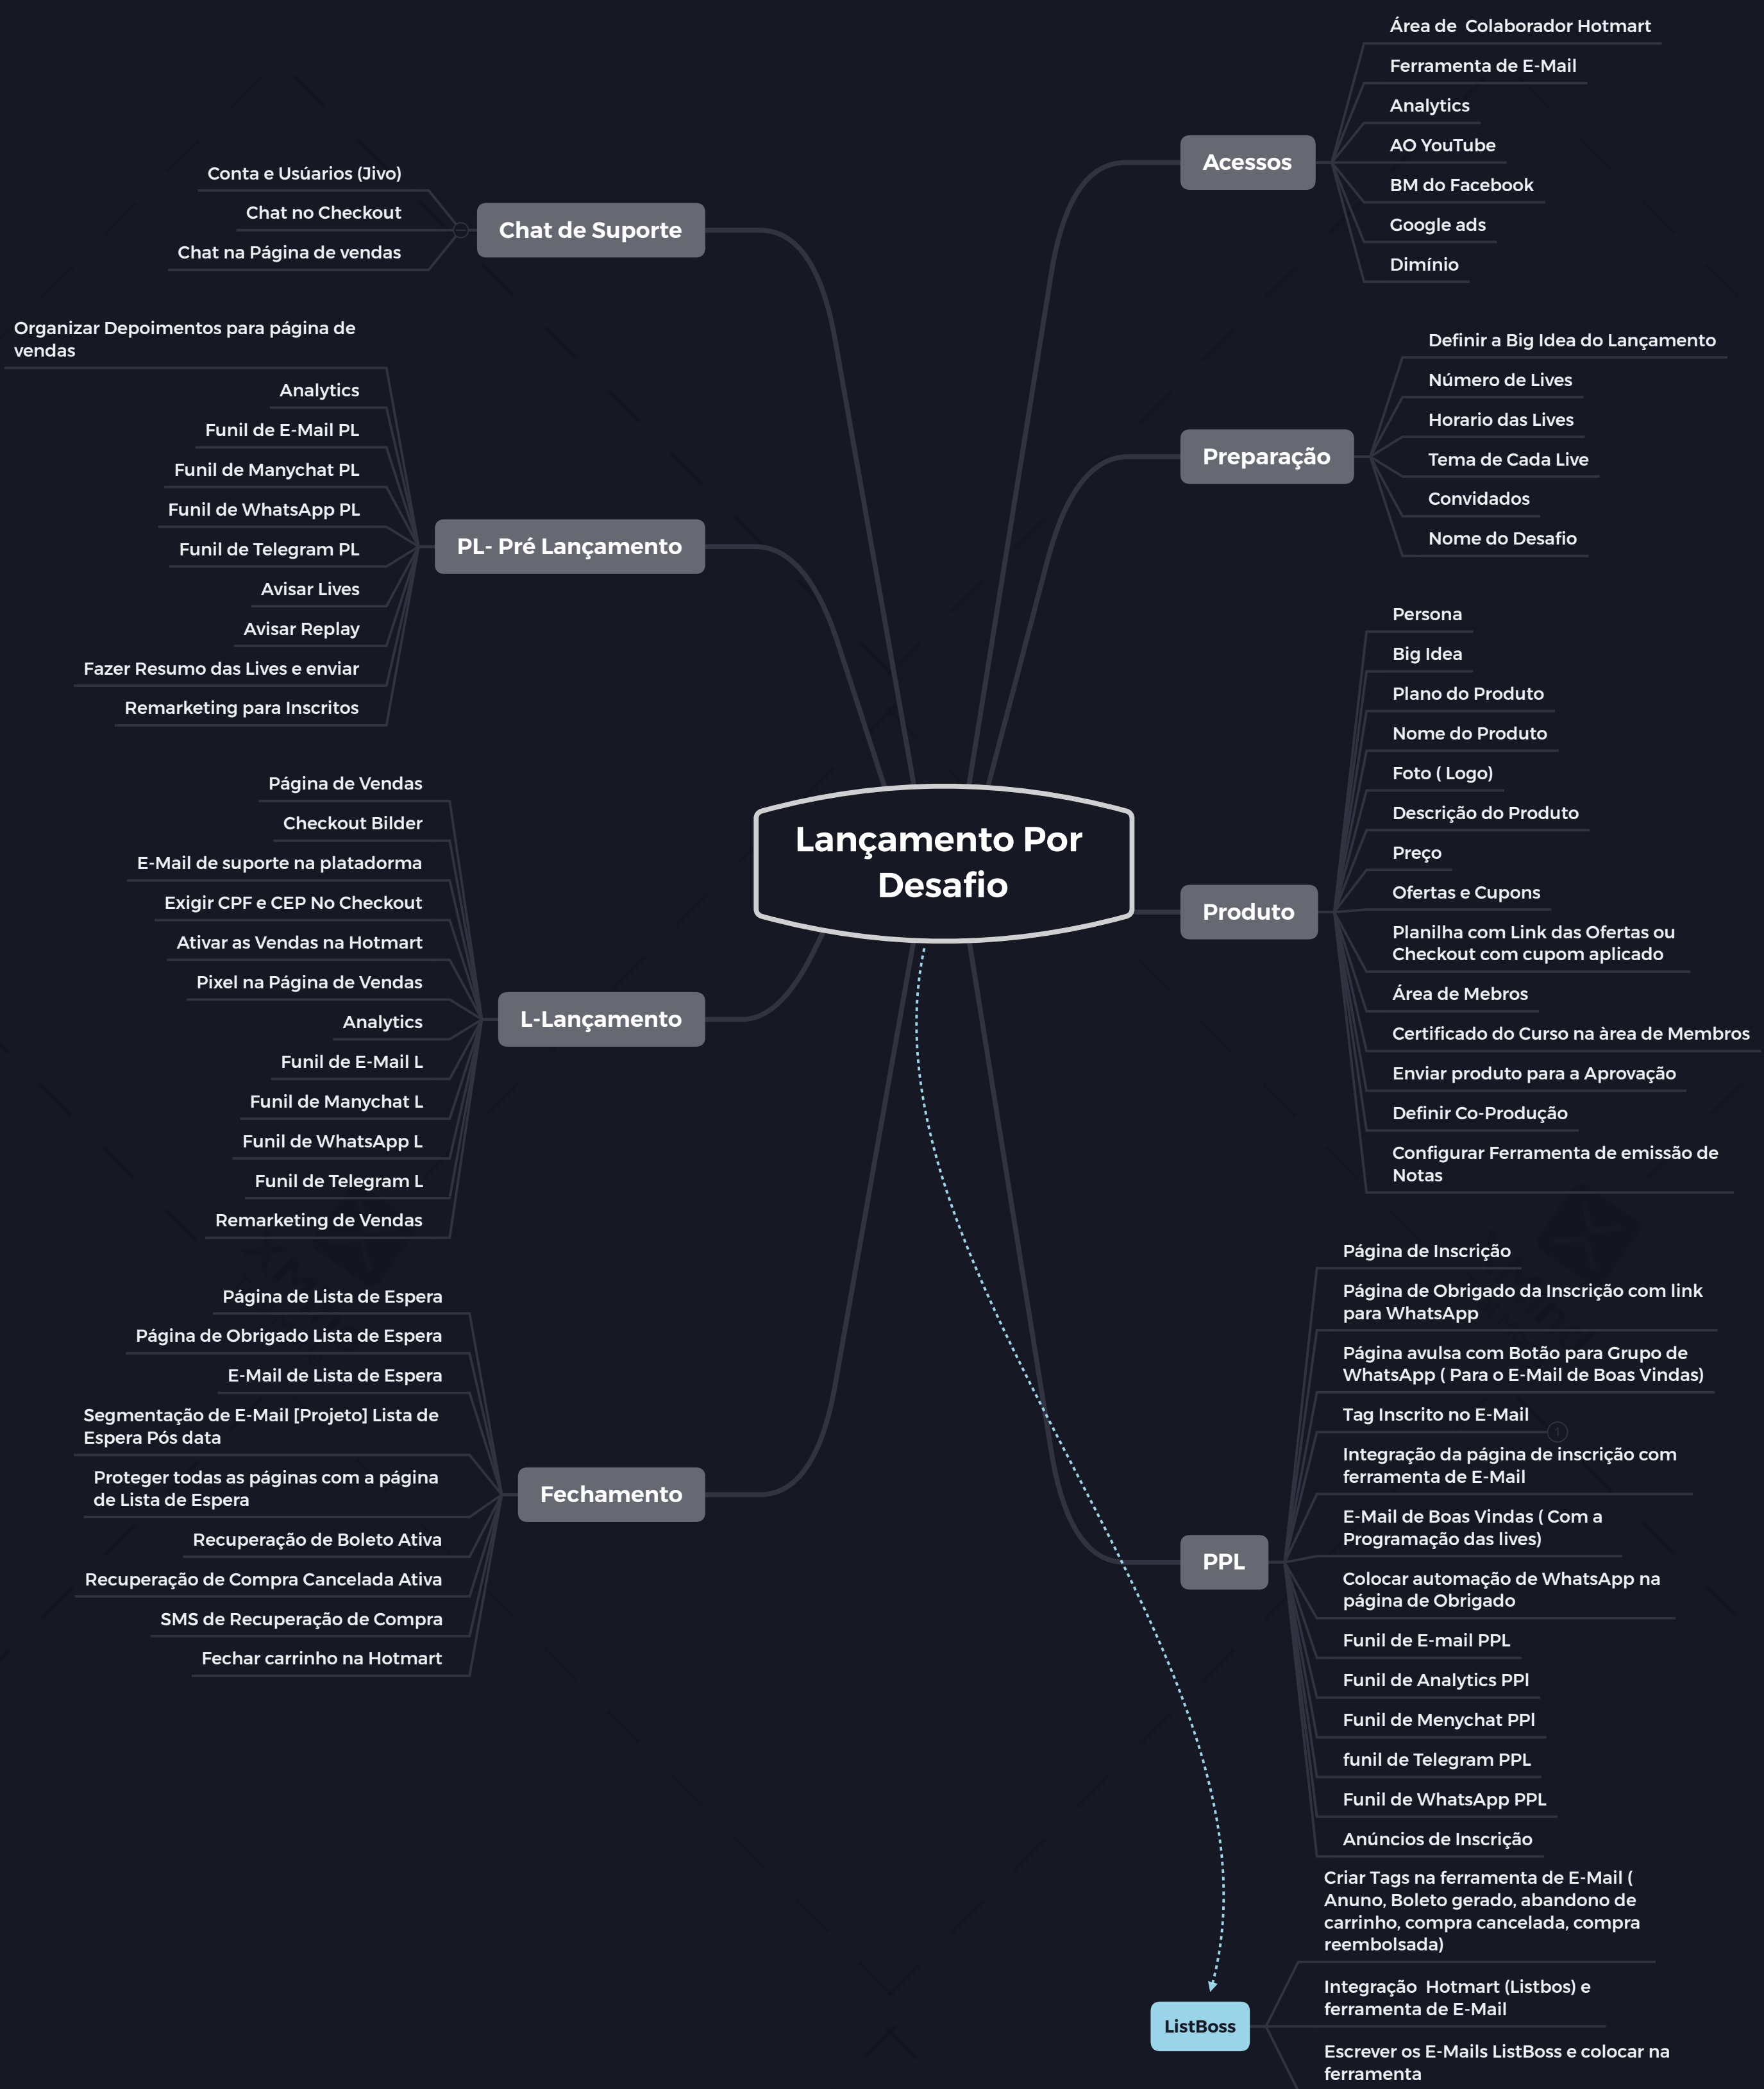 Lançamento Por
Desafio
Acessos
Área de  Colaborador Hotmart
Ferramenta de E-Mail
Analytics
AO YouTube
BM do Facebook
Google ads
Dimínio
Preparação
Definir a Big Idea do Lançamento
Número de Lives
Horario das Lives
Tema de Cada Live
Convidados
Nome do Desafio
Produto
Persona
Big Idea
Plano do Produto
Nome do Produto
Foto ( Logo)
Descrição do Produto
Preço
Ofertas e Cupons
Planilha com Link das Ofertas ou
Checkout com cupom aplicado
Área de Mebros
Certificado do Curso na àrea de Membros
Enviar produto para a Aprovação
Definir Co-Produção
Configurar Ferramenta de emissão de
Notas
PPL
Página de Inscrição
Página de Obrigado da Inscrição com link
para WhatsApp
Página avulsa com Botão para Grupo de
WhatsApp ( Para o E-Mail de Boas Vindas)
Tag Inscrito no E-Mail
1
Integração da página de inscrição com
ferramenta de E-Mail
E-Mail de Boas Vindas ( Com a
Programação das lives)
Colocar automação de WhatsApp na
página de Obrigado
Funil de E-mail PPL
Funil de Analytics PPl
Funil de Menychat PPl
funil de Telegram PPL
Funil de WhatsApp PPL
Anúncios de Inscrição
ListBoss
Criar Tags na ferramenta de E-Mail (
Anuno, Boleto gerado, abandono de
carrinho, compra cancelada, compra
reembolsada)
Integração  Hotmart (Listbos) e
ferramenta de E-Mail
Escrever os E-Mails ListBoss e colocar na
ferramenta
Chat de Suporte
Conta e Usúarios (Jivo)
Chat no Checkout
Chat na Página de vendas
PL- Pré Lançamento
Organizar Depoimentos para página de
vendas
Analytics
Funil de E-Mail PL
Funil de Manychat PL
Funil de WhatsApp PL
Funil de Telegram PL
Avisar Lives
Avisar Replay
Fazer Resumo das Lives e enviar
Remarketing para Inscritos
L-Lançamento
Página de Vendas
Checkout Bilder
E-Mail de suporte na platadorma
Exigir CPF e CEP No Checkout
Ativar as Vendas na Hotmart
Pixel na Página de Vendas
Analytics
Funil de E-Mail L
Funil de Manychat L
Funil de WhatsApp L
Funil de Telegram L
Remarketing de Vendas
Fechamento
Página de Lista de Espera
Página de Obrigado Lista de Espera
E-Mail de Lista de Espera
Segmentação de E-Mail [Projeto] Lista de
Espera Pós data
Proteger todas as páginas com a página
de Lista de Espera
Recuperação de Boleto Ativa
Recuperação de Compra Cancelada Ativa
SMS de Recuperação de Compra
Fechar carrinho na Hotmart